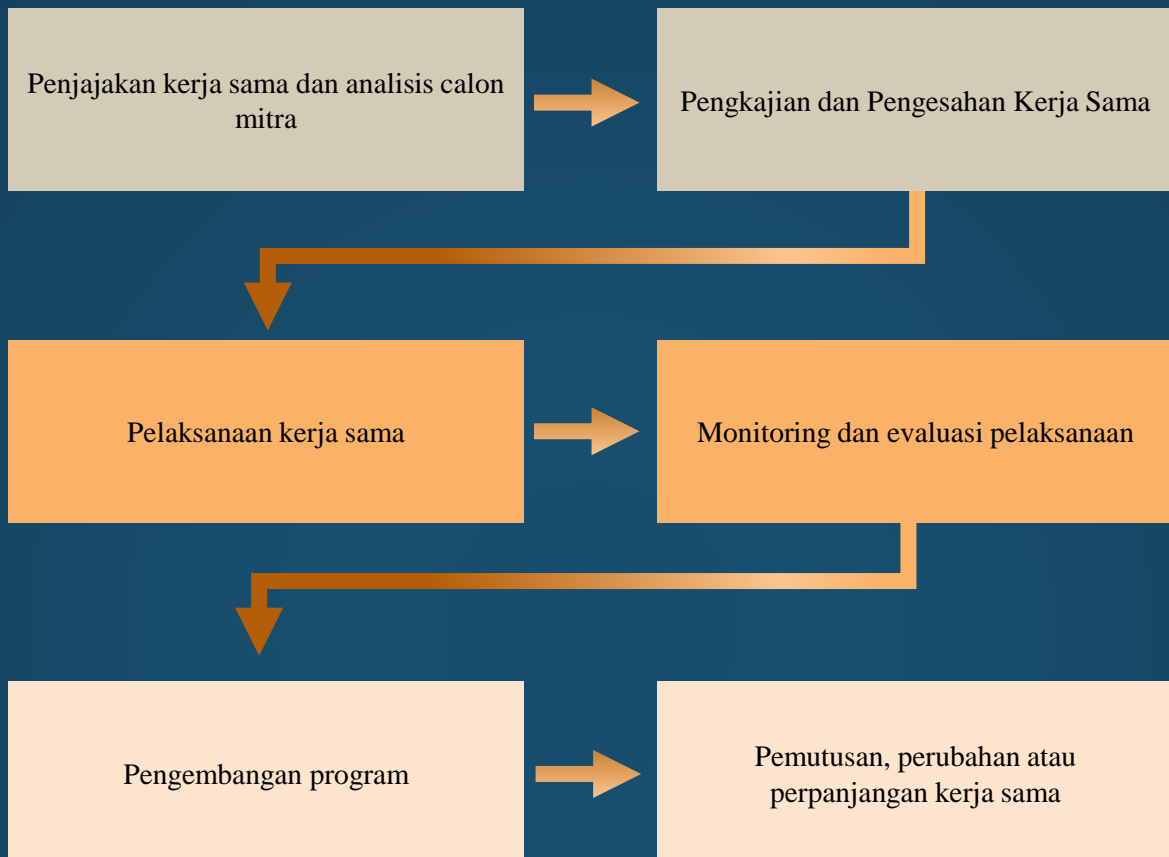 Penjajakan kerja sama dan analisis calon
mitra
Pengkajian dan Pengesahan Kerja Sama
Pelaksanaan kerja sama
Monitoring dan evaluasi pelaksanaan
Pengembangan program
Pemutusan, perubahan atau
perpanjangan kerja sama